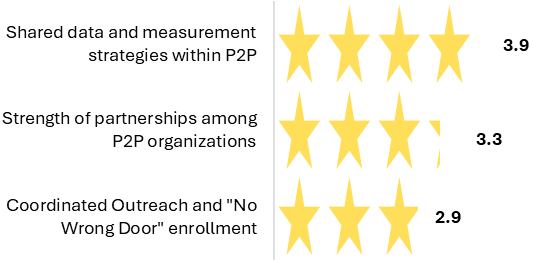 Shared data and measurement
strategies within P2P
3.9
Strength of partnerships among
P2P organizations
3.3
Coordinated Outreach and "No
Wrong Door" enrollment
2.9